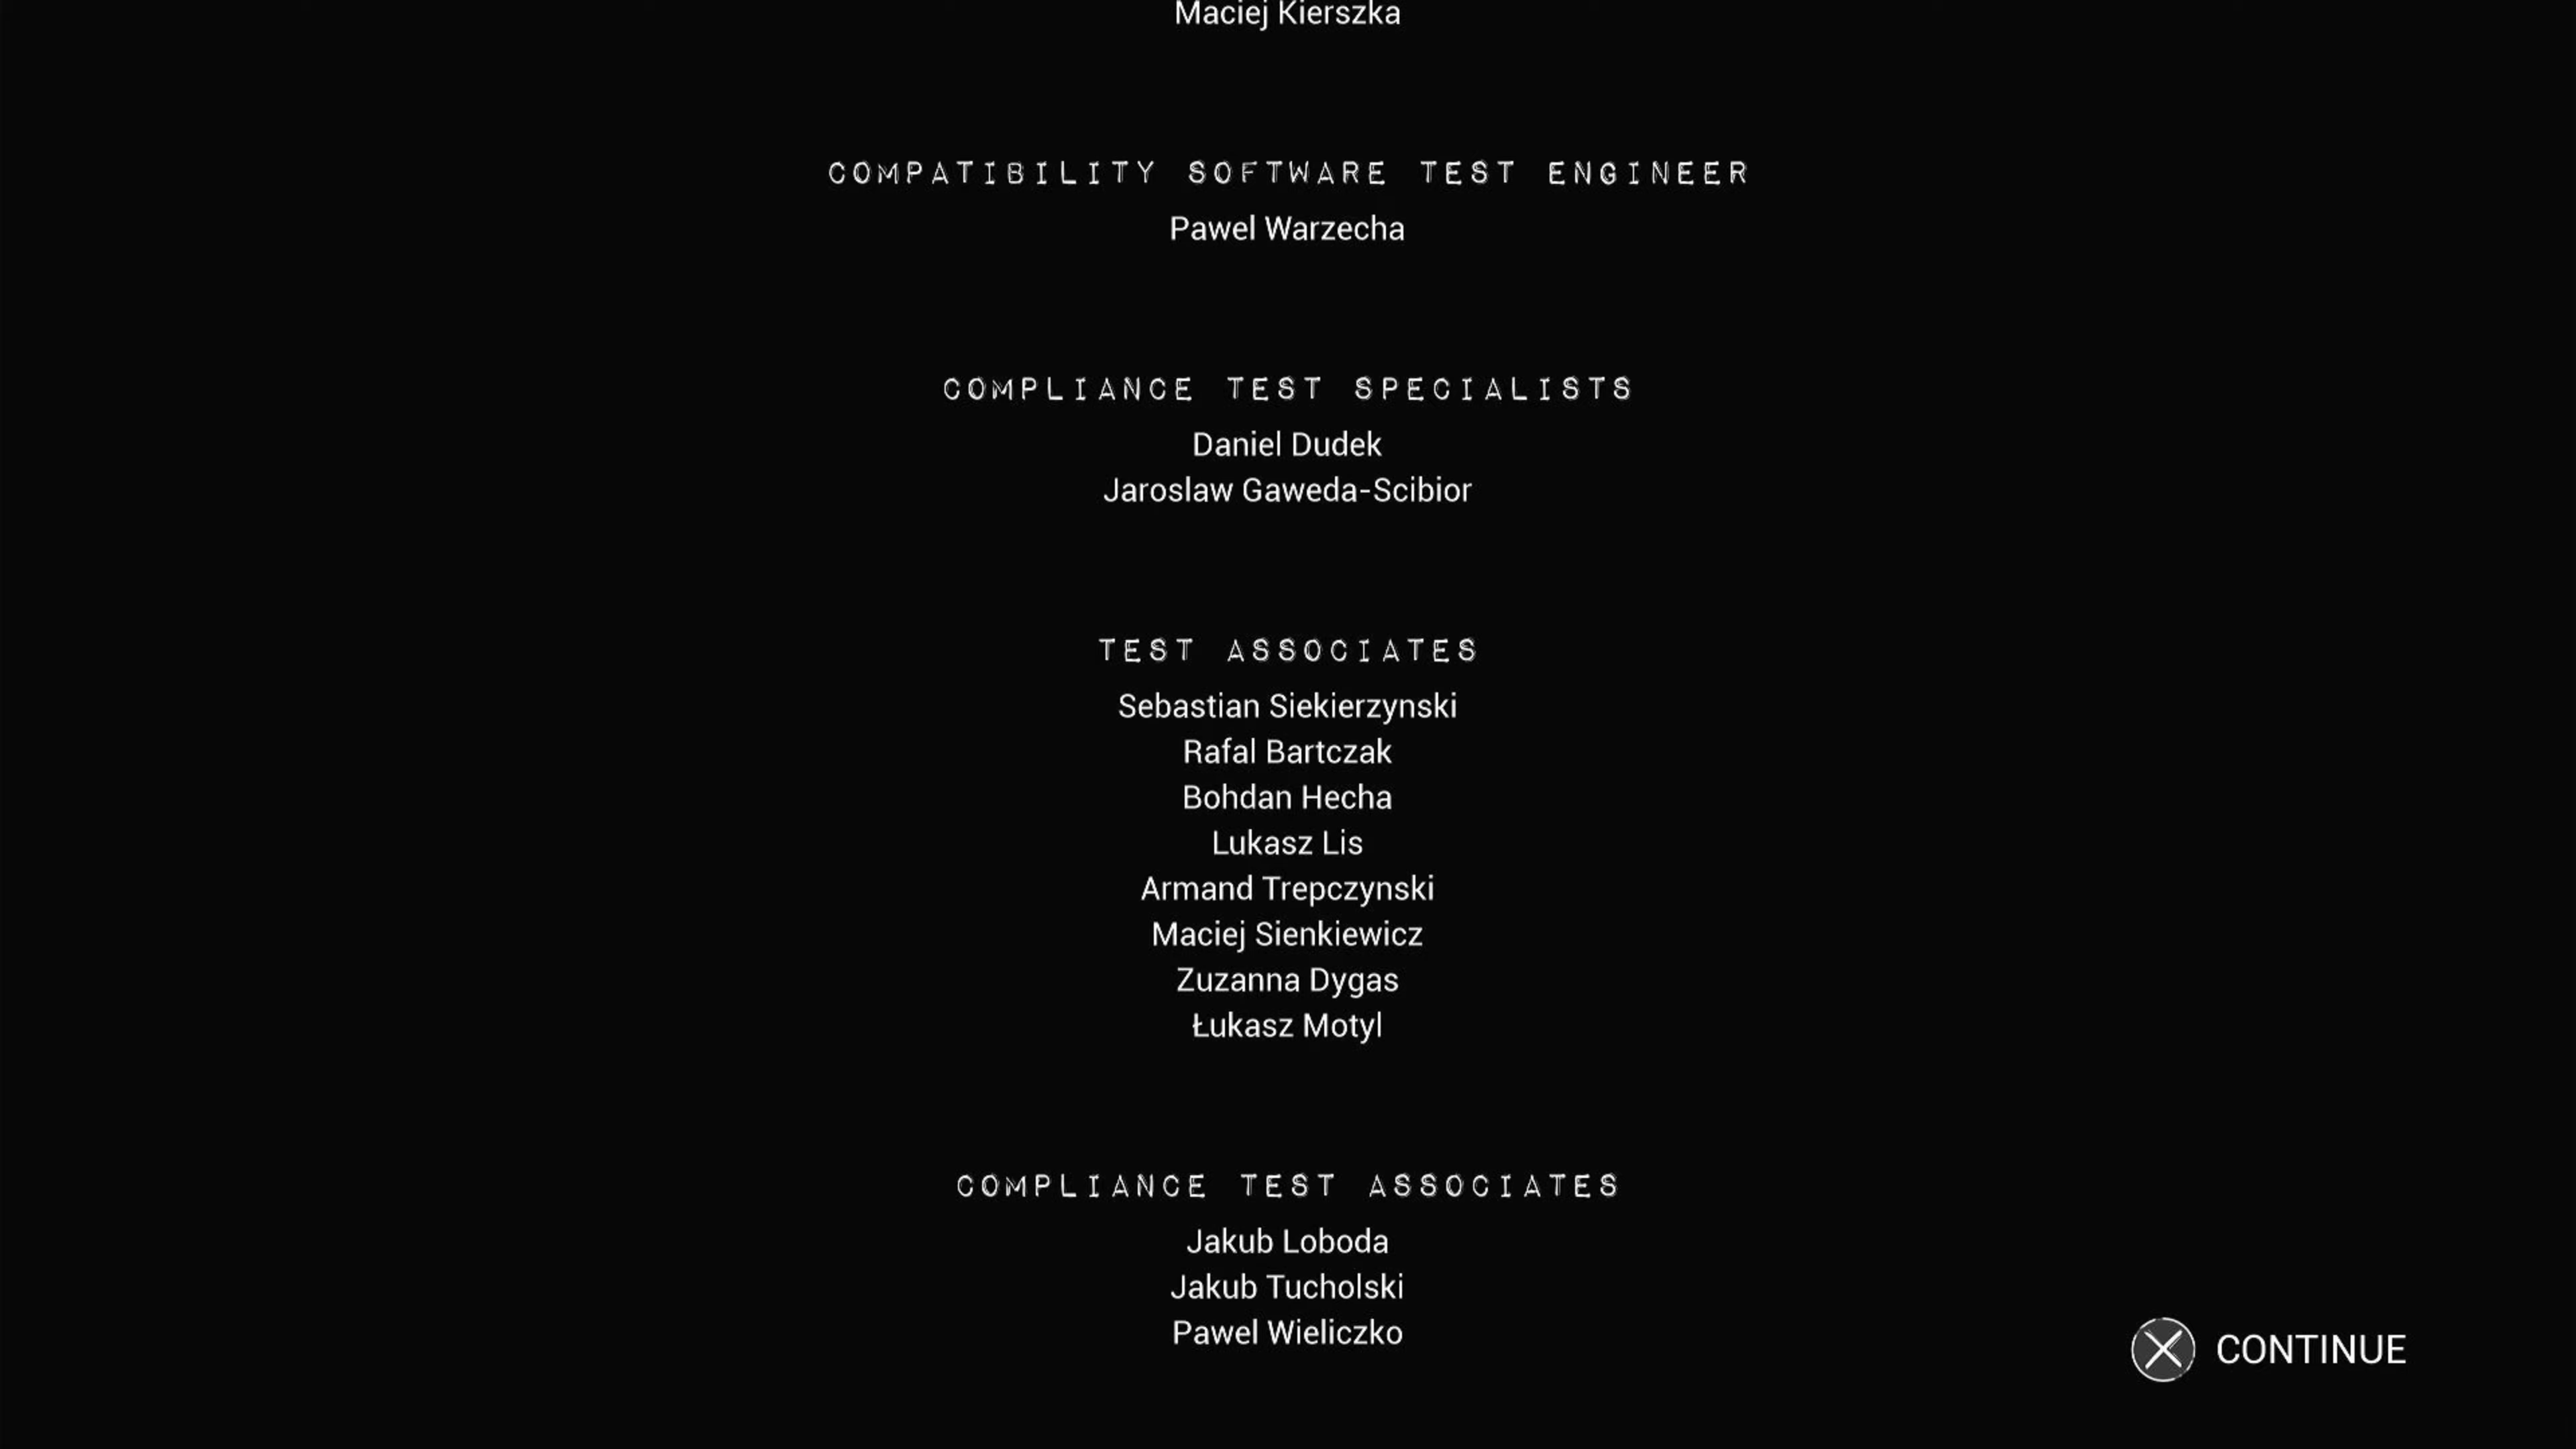 Maciej Kierszka
COMPATIBILITY SOFTWARE TEST ENGINEER
Pawel Warzecha
COMPLIANCE TEST SPECIALISTS
Daniel Dudek
Jaroslaw Gaweda-Scibior
TEST ASSOCIATES
Sebastian Siekierzynski
Rafal Bartczak
Bohdan Hecha
Lukasz Lis
Armand Trepczynski
Maciej Sienkiewicz
Zuzanna Dygas
Łukasz Motyl
COMPLIANCE TEST ASSOCIATES
Jakub Loboda
Jakub Tucholski
Pawel Wieliczko
CONTINUE